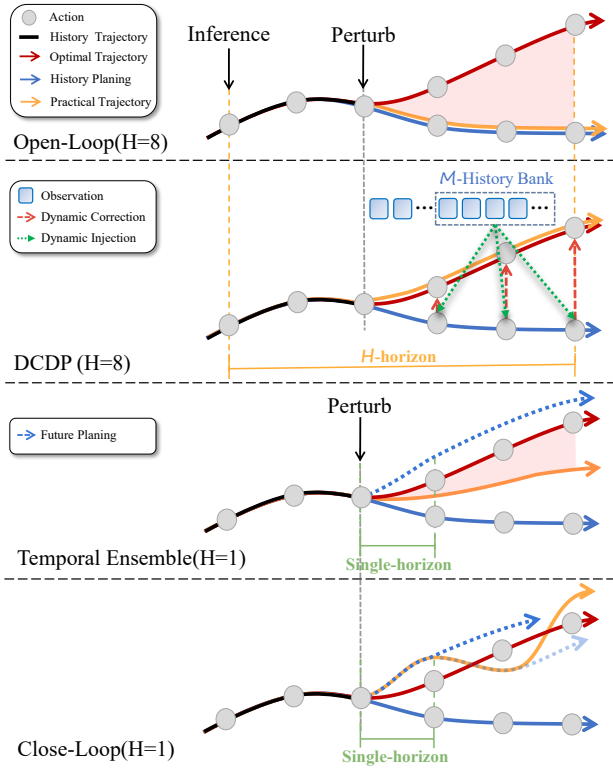 Action
History Trajectory
Optimal Trajectory
History Planing
Practical Trajectory
Inference
Perturb
Open-Loop(H=8)
Observation
Dynamic Correction
Dynamic Injection
M-History Bank
...
...
DCDP (H=8)
H-horizon
Perturb
Future Planing
Temporal Ensemble(H=1)
Single-horizon
Close-Loop(H=1)
Single-horizon